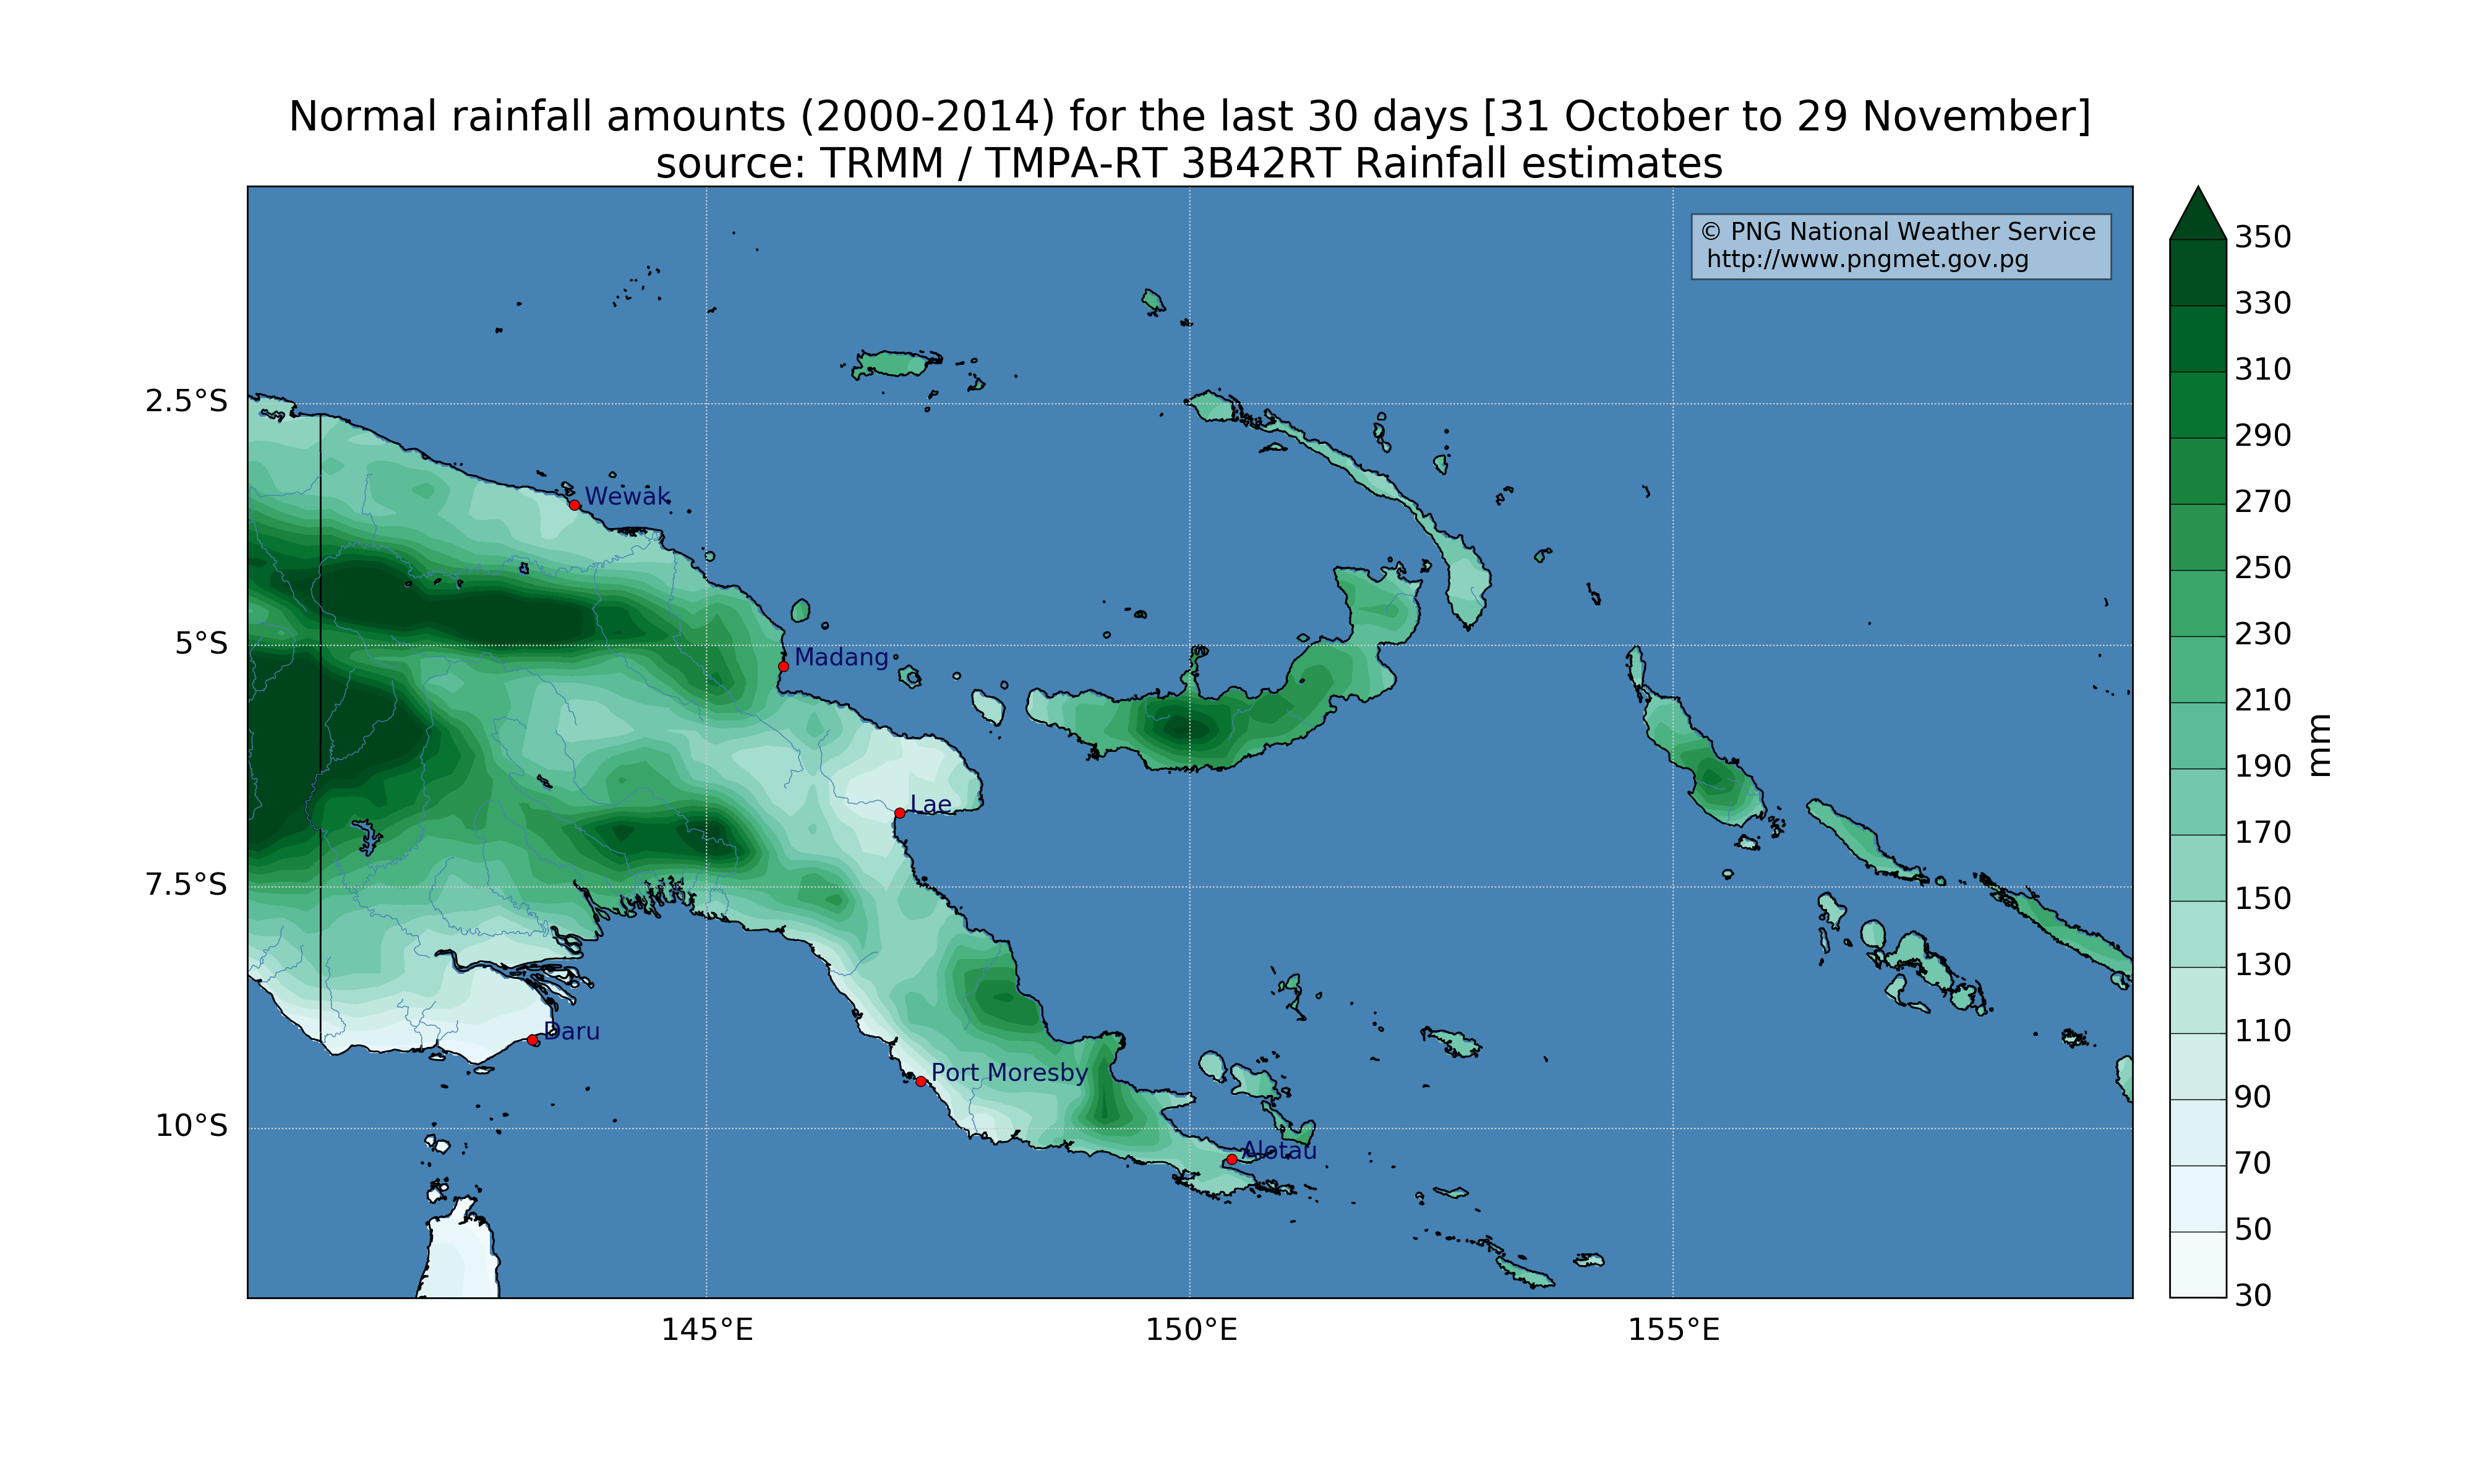 Normal rainfall amounts (2000-2014) for the last 30 days [31 October to 29 November]
source: TRMM / TMPA-RT 3B42RT Rainfall estimates
© PNG National Weather Service
http://www.pngmet.gov.pg
350
330
310
290
270
250
230
210
190
170
150
130
110
90
70
50
30
mm
2.5°S
5°S
7.5°S
10°S
Wewak
Madang
Lae
Daru
Port Moresby
Alotau
145°E
150°E
155°E